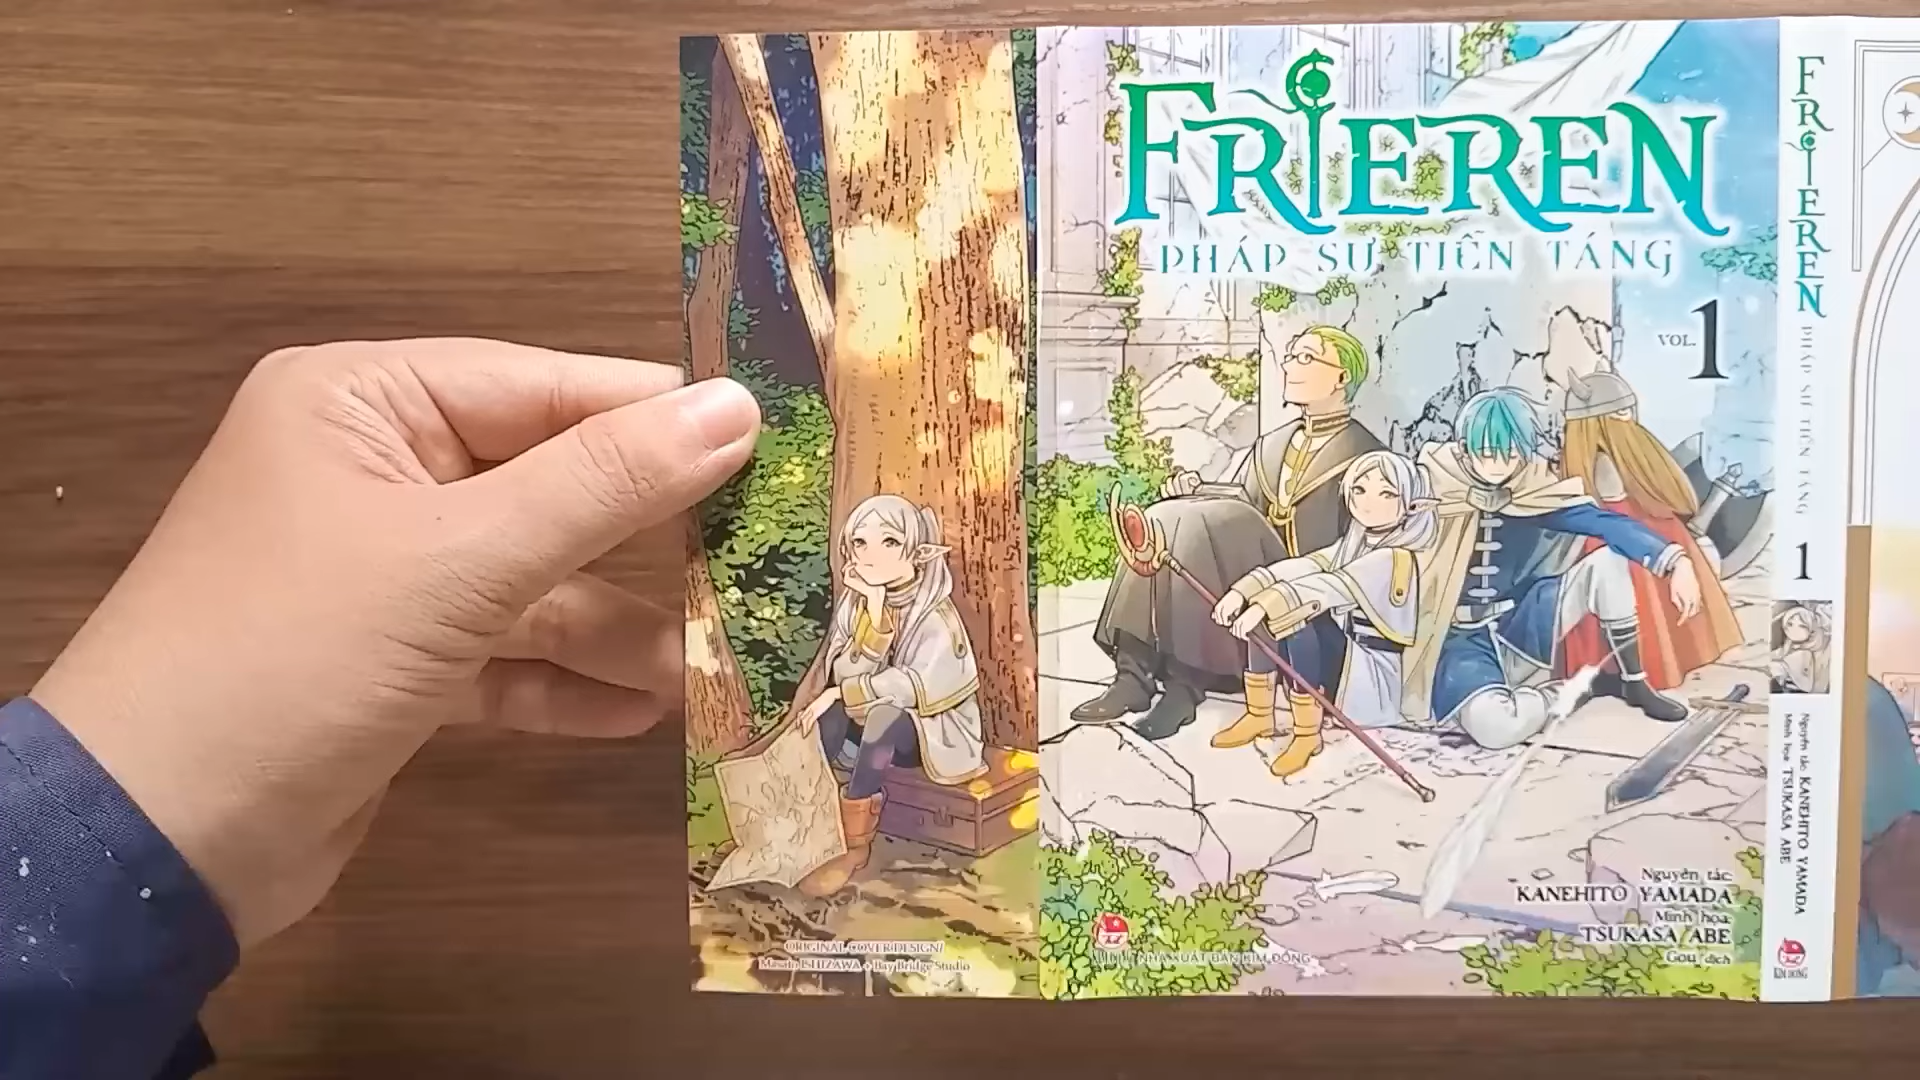 ORIGINAL COVER DESIGN/
Masato ISHIZAWA + Bay Bridge Studio
FRIEREN
PHÁP SƯ TIỄN TÁNG
VOL.1
Nguyên tác:
KANEHITO YAMADA
Minh họa:
TSUKASA ABE
Gou dịch
NHÀ XUẤT BẢN KIM ĐỒNG
FRIEREN
PHÁP SƯ TIỄN TÁNG
1
Nguyên tác: KANEHITO YAMADA
Minh họa: TSUKASA ABE
KIM ĐỒNG